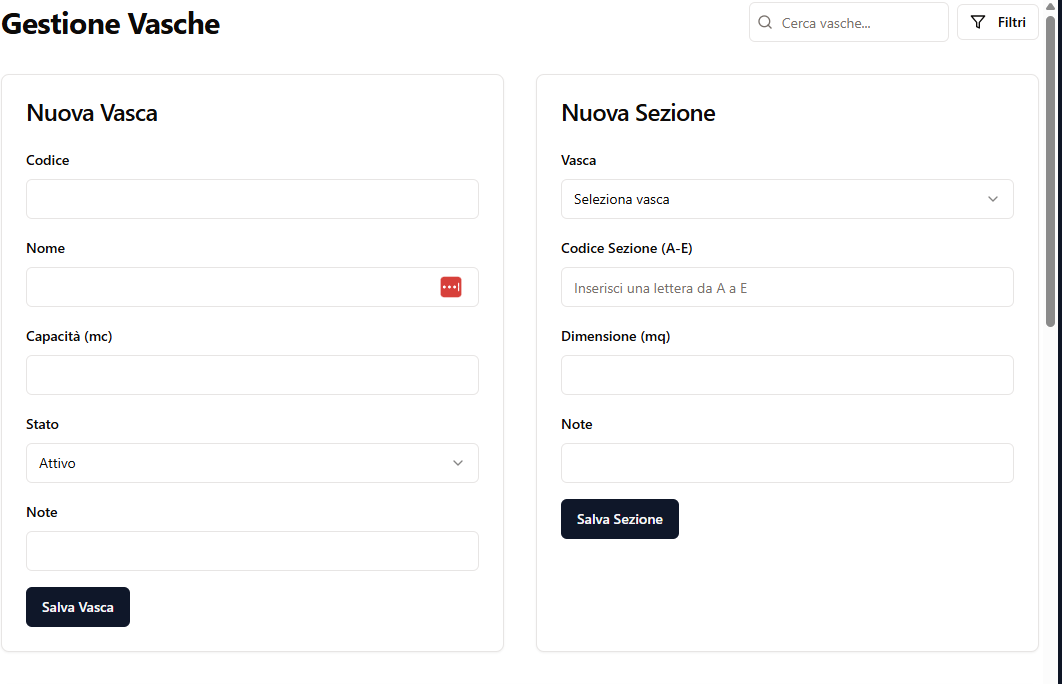 Gestione Vasche
Cerca vasche...
Filtri
Nuova Vasca
Codice
Nome
Capacità (mc)
Stato
Attivo
Note
Salva Vasca
Nuova Sezione
Vasca
Seleziona vasca
Codice Sezione (A-E)
Inserisci una lettera da A a E
Dimensione (mq)
Note
Salva Sezione